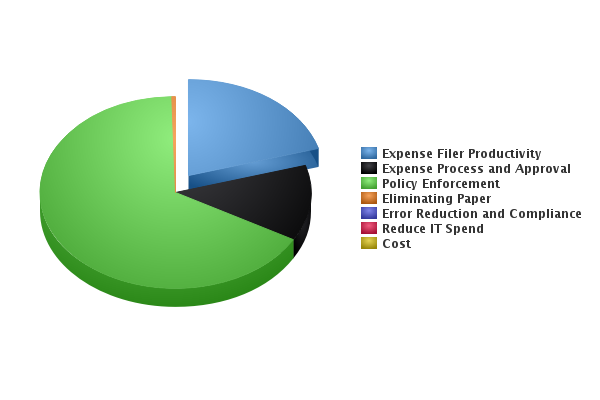 Expense Filer Productivity
Expense Process and Approval
Policy Enforcement
Eliminating Paper
Error Reduction and Compliance
Reduce IT Spend
Cost